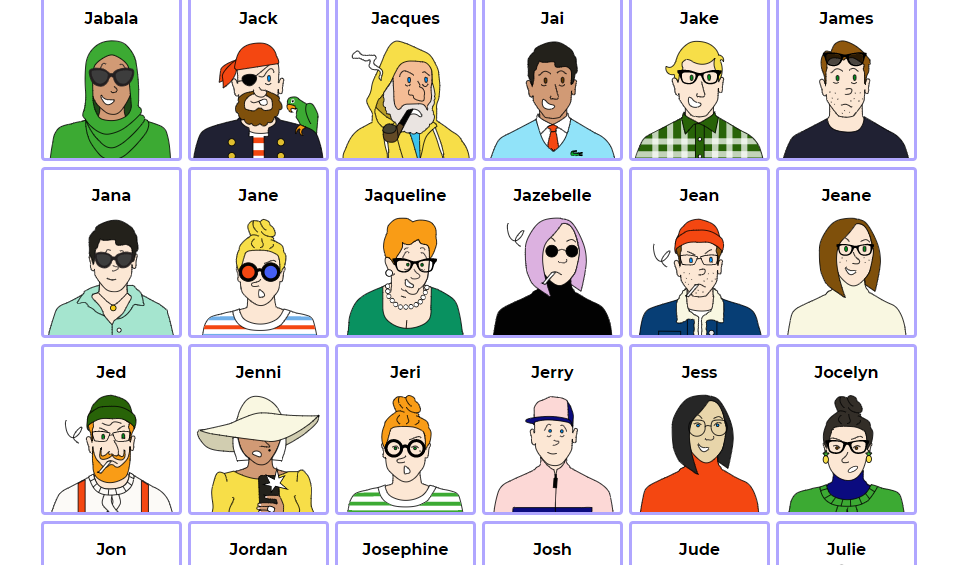 Jabala
Jack
Jacques
Jai
Jake
James
Jana
Jane
Jaqueline
Jazebelle
Jean
Jeane
Jed
Jenni
Jeri
Jerry
Jess
Jocelyn
Jon
Jordan
Josephine
Josh
Jude
Julie